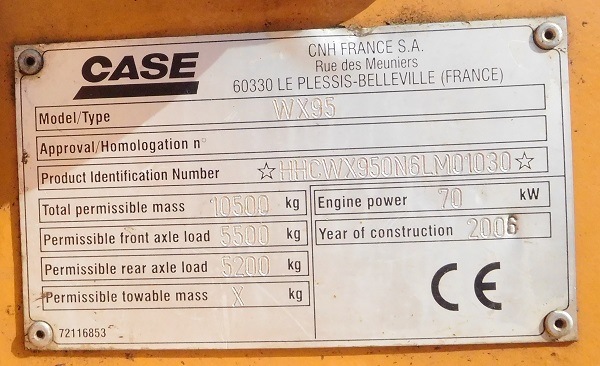 CASE
CNH FRANCE S.A.
Rue des Meuniers
60330 LE PLESSIS-BELLEVILLE (FRANCE)
Model/Type WX95
Approval/Homologation n°
Product Identification Number ☆HHCWX950N6LM01030☆
Total permissible mass 10500 kg
Permissible front axle load 5500 kg
Permissible rear axle load 5200 kg
Permissible towable mass X kg
Engine power 70 kW
Year of construction 2006
CE
72116853